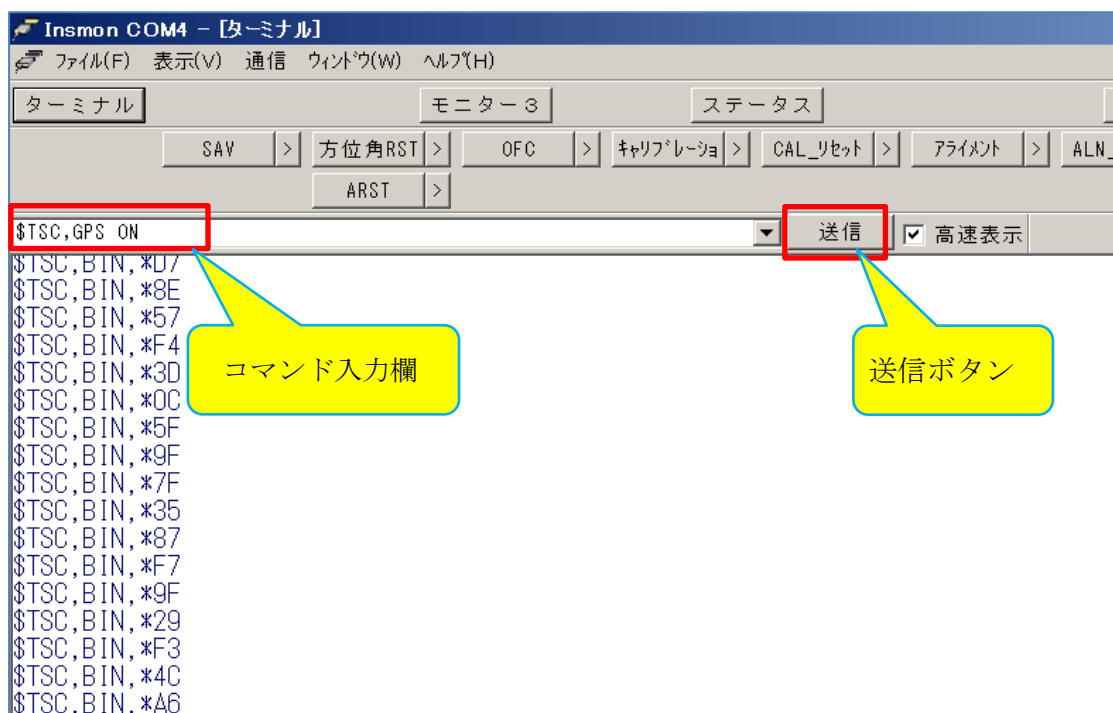 Insmon COM4 - [ターミナル]
ファイル(F) 表示(V) 通信 ウィンドウ(W) ヘルプ(H)
ターミナル モニター3 ステータス
SAV > 方位角RST > OFC > キャリブレーショ > CAL_リセット > アライメント > ALN_
ARST >
$TSC,GPS ON 送信 高速表示
$TSC,BIN,*D7
$TSC,BIN,*8E
$TSC,BIN,*57
$TSC,BIN,*F4
$TSC,BIN,*3D
$TSC,BIN,*0C
$TSC,BIN,*5F
$TSC,BIN,*9F
$TSC,BIN,*7F
$TSC,BIN,*35
$TSC,BIN,*87
$TSC,BIN,*F7
$TSC,BIN,*9F
$TSC,BIN,*29
$TSC,BIN,*F3
$TSC,BIN,*4C
$TSC,BIN,*A6
コマンド入力欄
送信ボタン